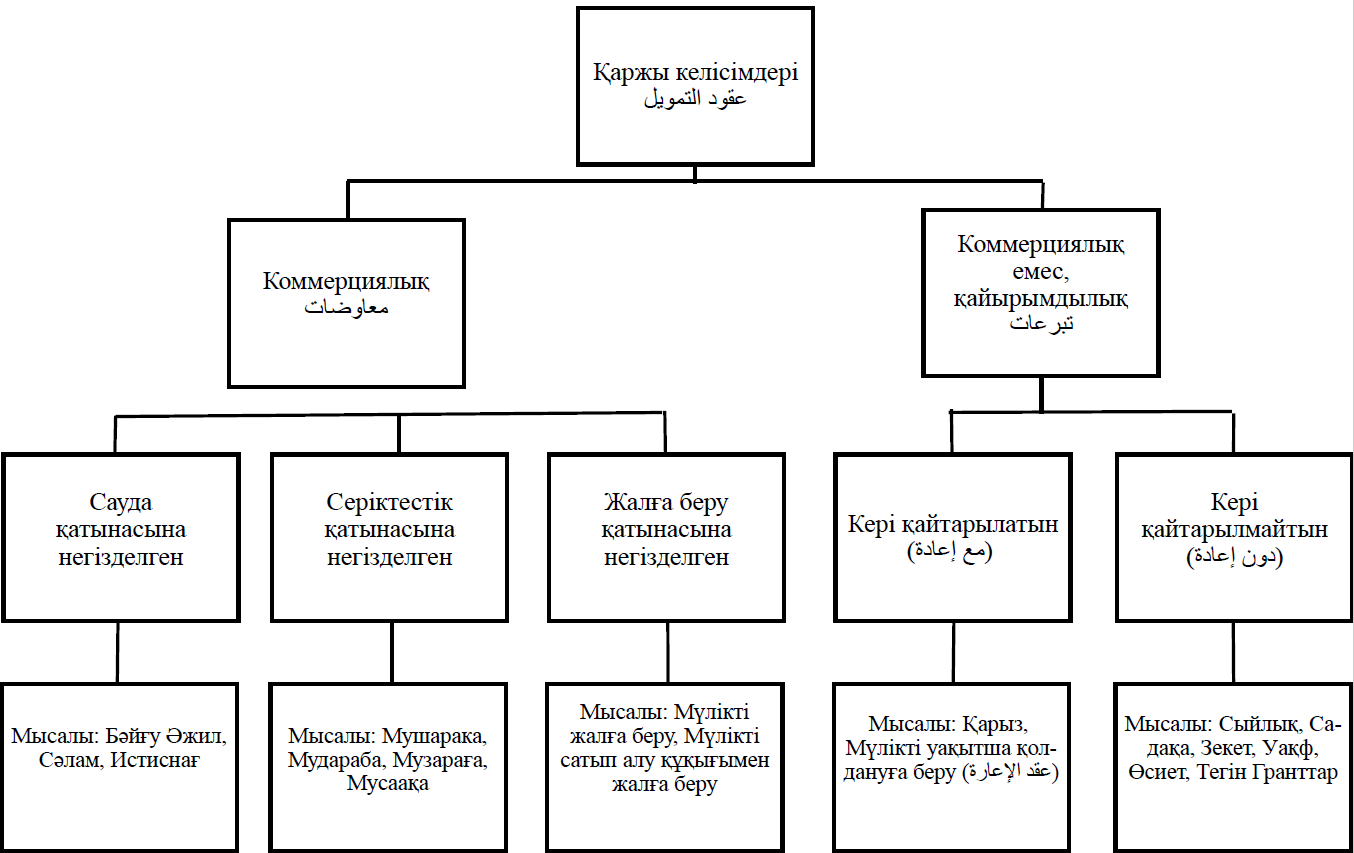 Қаржы келісімдері
عقود التمويل
Коммерциялық
معاوضات
Коммерциялық
емес,
қайырымдылық
تبرعات
Сауда
қатынасына
негізделген
Серіктестік
қатынасына
негізделген
Жалға беру
қатынасына
негізделген
Кері қайтарылатын
(مع إعادة)
Кері
қайтарылмайтын
(دون إعادة)
Мысалы: Бәйғу Әжил,
Сәлам, Истиснағ
Мысалы: Мушарака,
Мудараба, Музараға,
Мусаақа
Мысалы: Мүлікті
жалға беру, Мүлікті
сатып алу құқығымен
жалға беру
Мысалы: Қарыз,
Мүлікті уақытша қол-
дануға беру (عقد الإعارة)
Мысалы: Сыйлық, Са-
дақа, Зекет, Уақф,
Өсиет, Тегін Гранттар